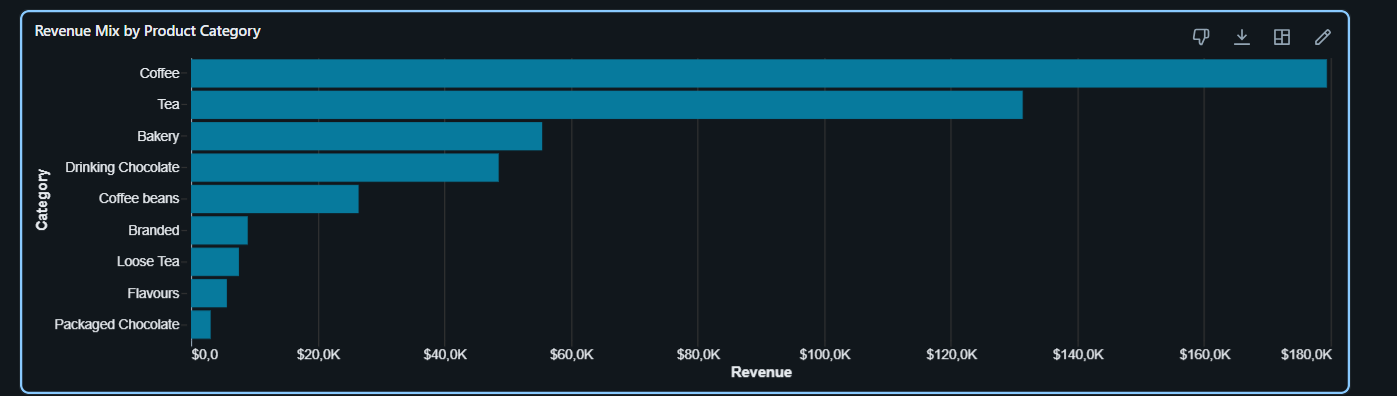 Revenue Mix by Product Category
Category
Coffee
Tea
Bakery
Drinking Chocolate
Coffee beans
Branded
Loose Tea
Flavours
Packaged Chocolate
$0,0 $20,0K $40,0K $60,0K $80,0K $100,0K $120,0K $140,0K $160,0K $180,0K
Revenue